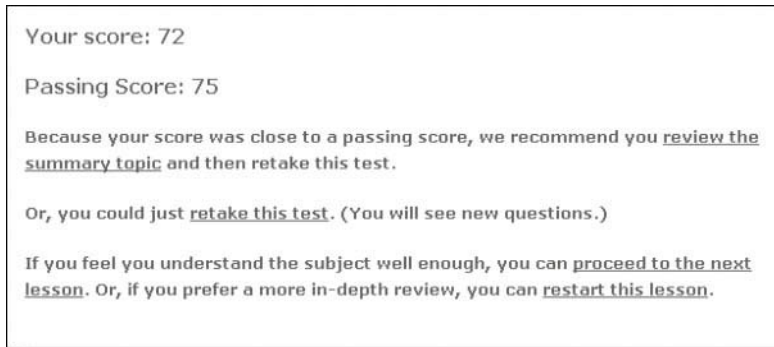 Your score: 72
Passing Score: 75
Because your score was close to a passing score, we recommend you review the
summary topic and then retake this test.
Or, you could just retake this test. (You will see new questions.)
If you feel you understand the subject well enough, you can proceed to the next
lesson. Or, if you prefer a more in-depth review, you can restart this lesson.